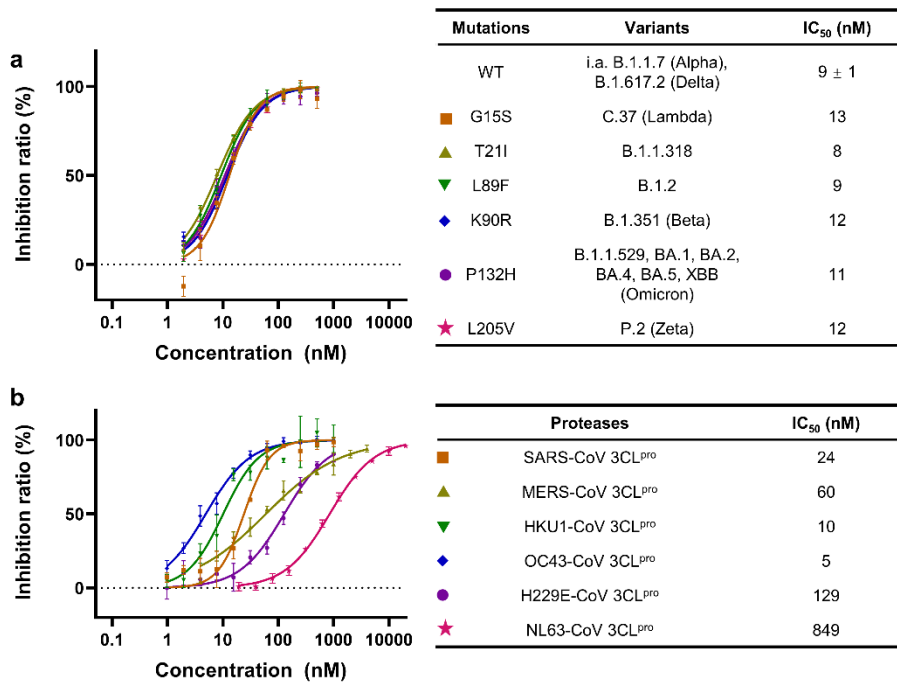 a
Inhibition ratio (%)
100
50
0
0.1 1 10 100 1000 10000
Concentration (nM)
Mutations Variants IC50 (nM)
WT i.a. B.1.1.7 (Alpha), 9 ± 1
B.1.617.2 (Delta)
G15S C.37 (Lambda) 13
T21I B.1.1.318 8
L89F B.1.2 9
K90R B.1.351 (Beta) 12
P132H B.1.1.529, BA.1, BA.2, 11
BA.4, BA.5, XBB
(Omicron)
L205V P.2 (Zeta) 12
b
Inhibition ratio (%)
100
50
0
0.1 1 10 100 1000 10000
Concentration (nM)
Proteases IC50 (nM)
SARS-CoV 3CLpro 24
MERS-CoV 3CLpro 60
HKU1-CoV 3CLpro 10
OC43-CoV 3CLpro 5
H229E-CoV 3CLpro 129
NL63-CoV 3CLpro 849